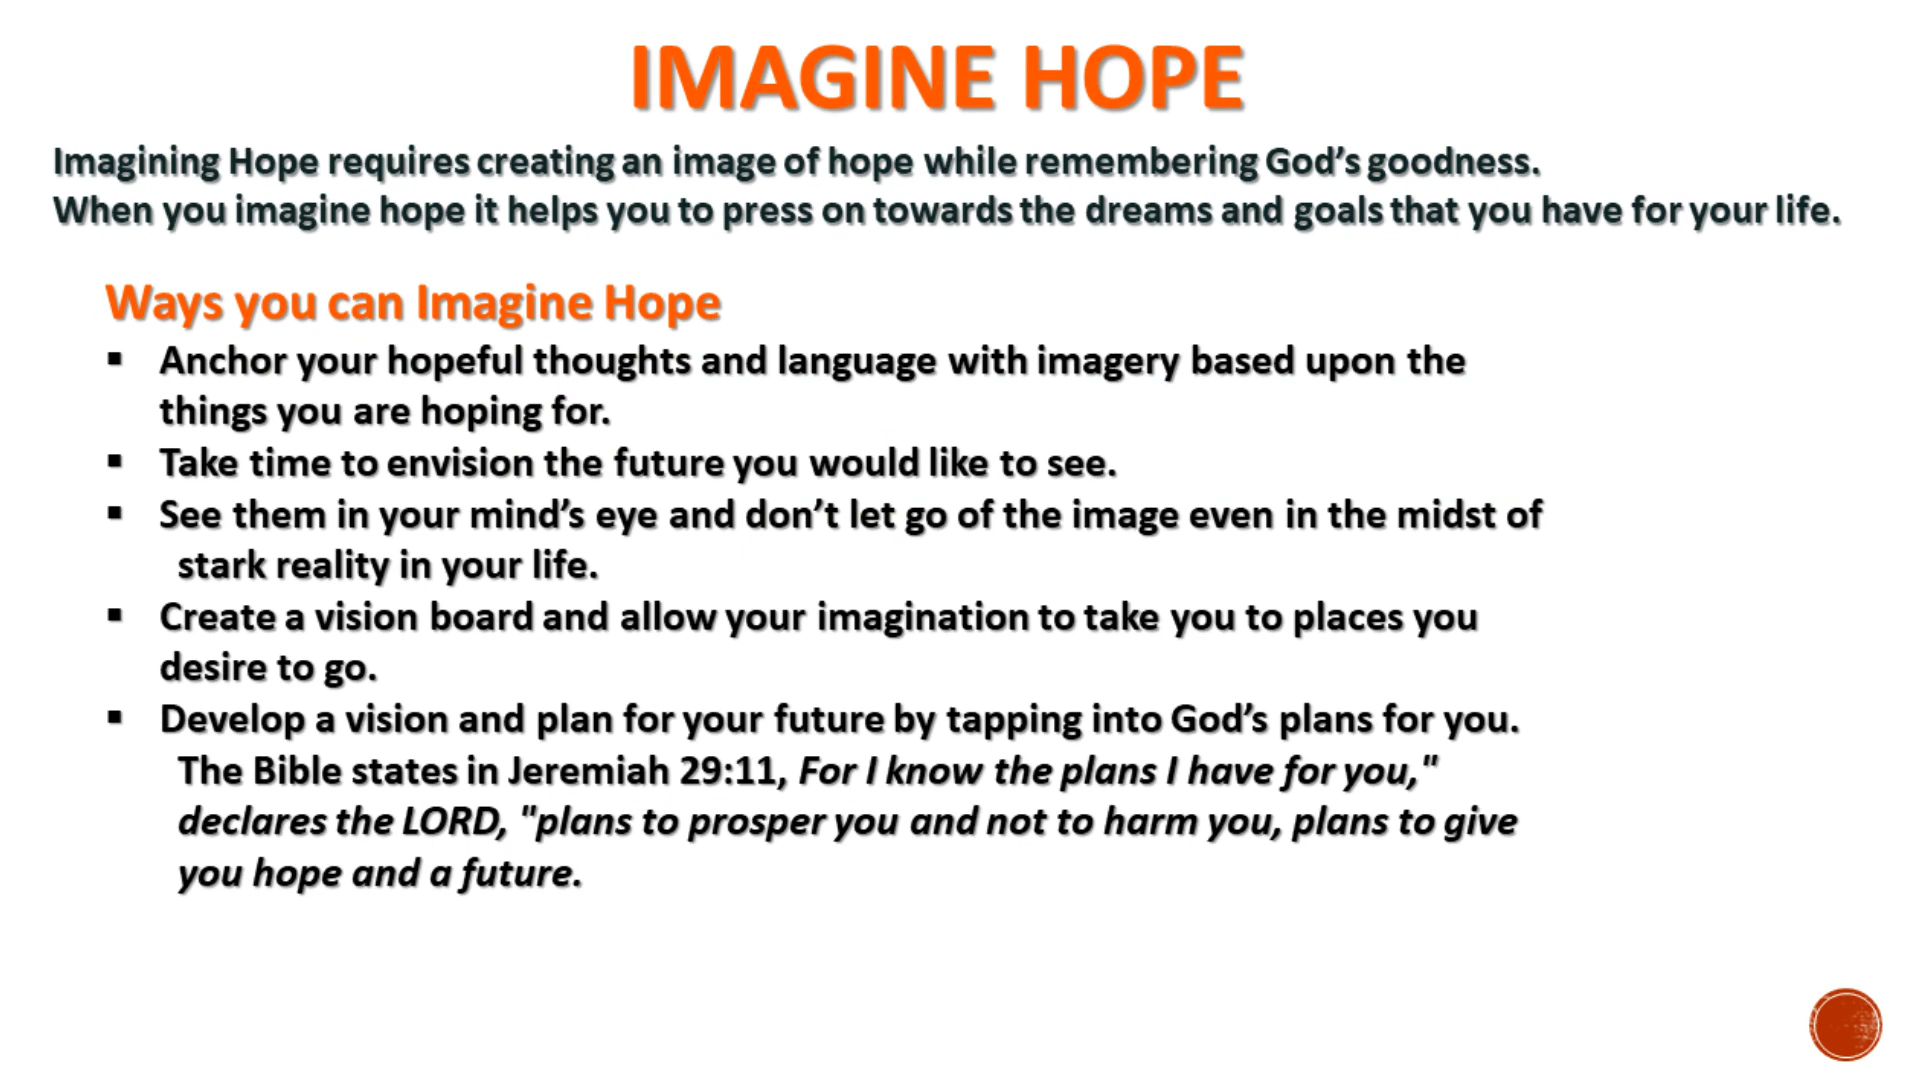 IMAGINE HOPE
Imagining Hope requires creating an image of hope while remembering God’s goodness.
When you imagine hope it helps you to press on towards the dreams and goals that you have for your life.
Ways you can Imagine Hope
▪ Anchor your hopeful thoughts and language with imagery based upon the
things you are hoping for.
▪ Take time to envision the future you would like to see.
▪ See them in your mind’s eye and don’t let go of the image even in the midst of
stark reality in your life.
▪ Create a vision board and allow your imagination to take you to places you
desire to go.
▪ Develop a vision and plan for your future by tapping into God’s plans for you.
The Bible states in Jeremiah 29:11, For I know the plans I have for you,"
declares the LORD, "plans to prosper you and not to harm you, plans to give
you hope and a future.